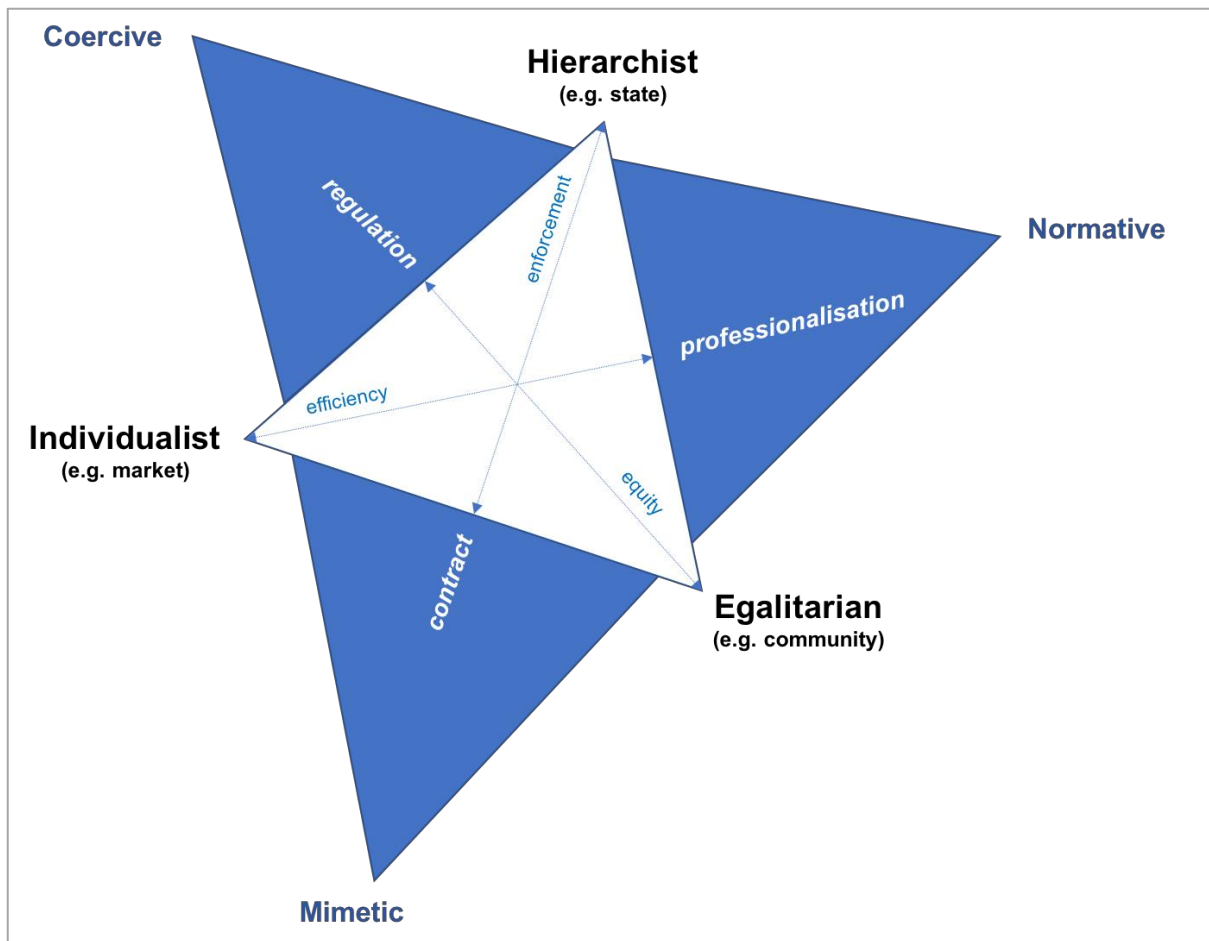 Coercive
Hierarchist
(e.g. state)
regulation
enforcement
Normative
professionalisation
efficiency
Individualist
(e.g. market)
equity
contract
Egalitarian
(e.g. community)
Mimetic